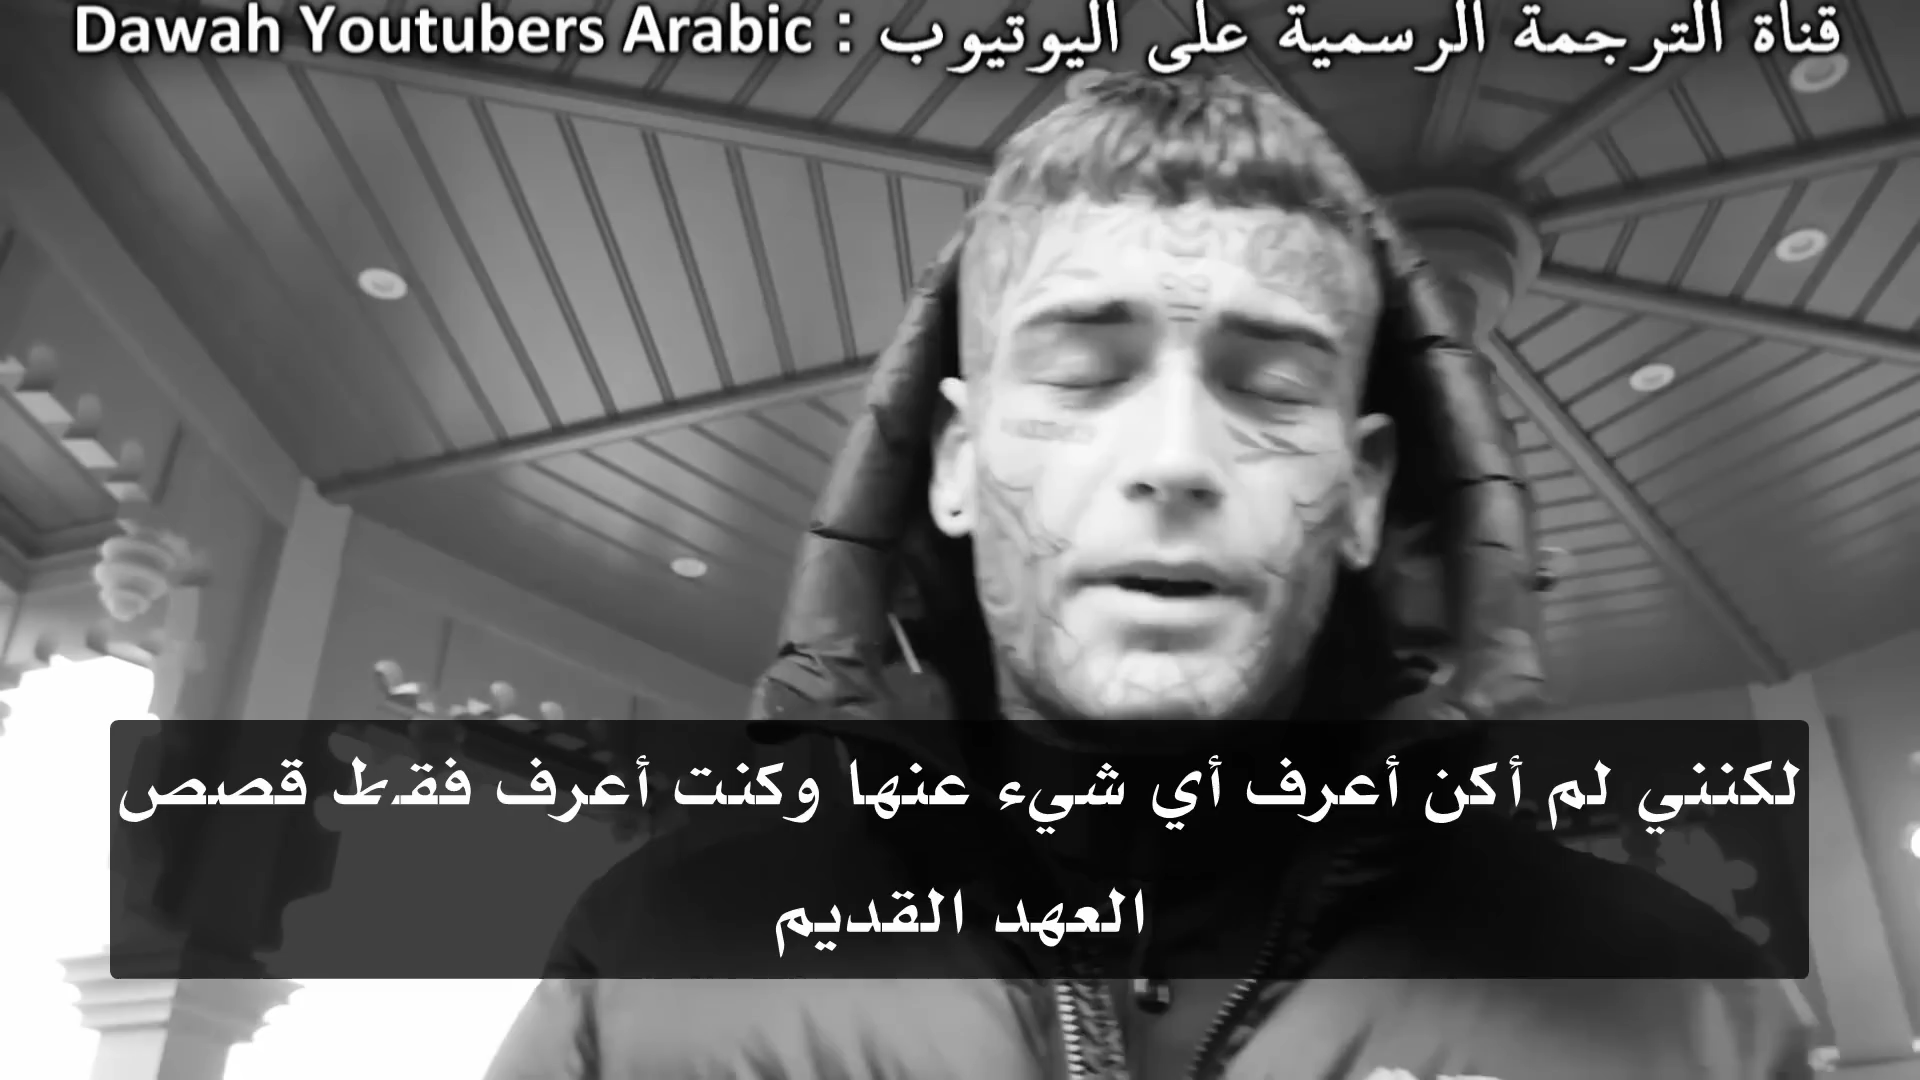 قناة الترجمة الرسمية على اليوتيوب : Dawah Youtubers Arabic
لكنني لم أكن أعرف أي شيء عنها وكنت أعرف فقط قصص
العهد القديم